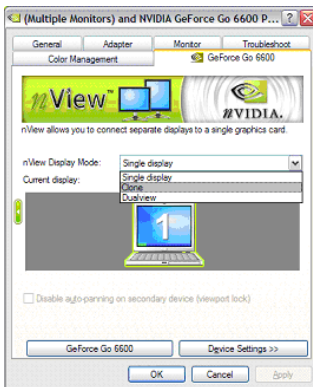 (Multiple Monitors) and NVIDIA GeForce Go 6600 P...
General Adapter Monitor Troubleshoot
Color Management GeForce Go 6600
nView™ NVIDIA.
nView allows you to connect separate displays to a single graphics card.
nView Display Mode: Single display
Single display
Current display: Clone
Dualview
1
Disable auto-panning on secondary device (viewport lock)
GeForce Go 6600 Device Settings >>
OK Cancel Apply